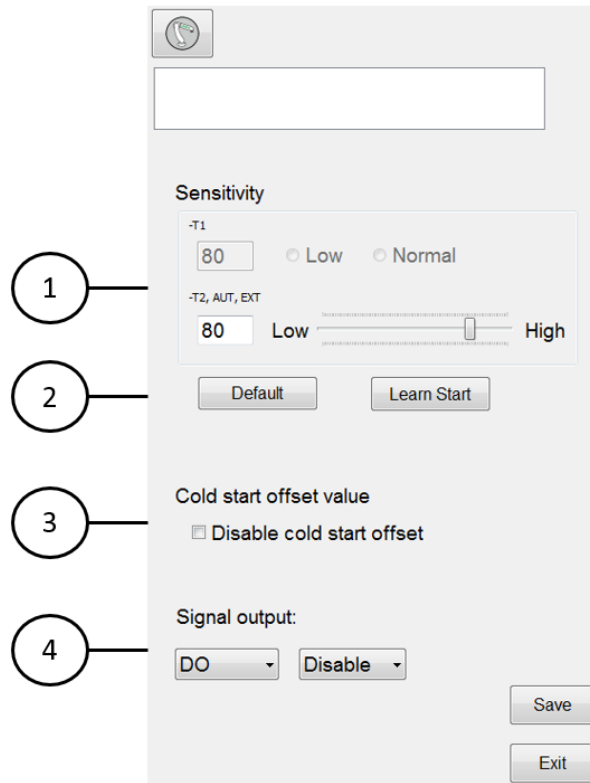 Sensitivity
-T1
80 Low Normal
1
-T2, AUT, EXT
80 Low High
2 Default Learn Start
Cold start offset value
3 Disable cold start offset
Signal output:
4 DO Disable
Save
Exit